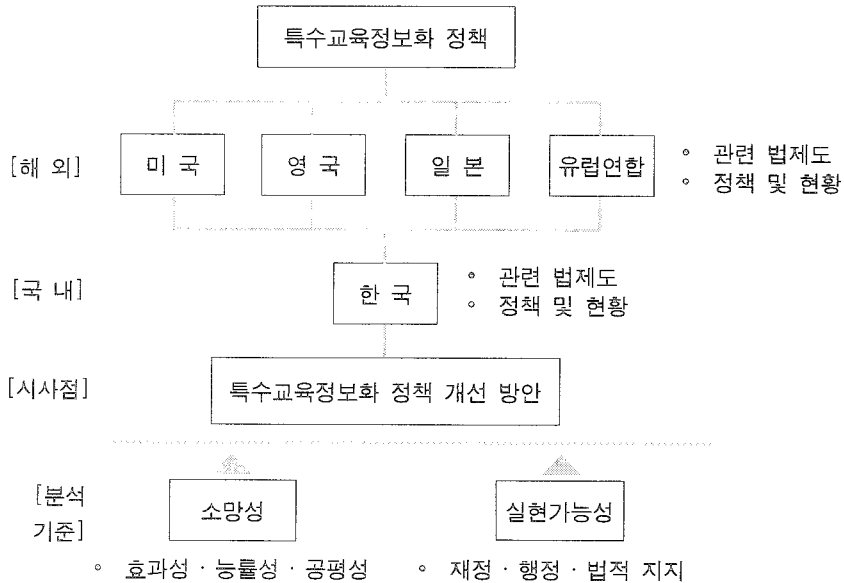 특수교육정보화 정책
[해 외]
미 국
영 국
일 본
유럽연합
◦ 관련 법제도
◦ 정책 및 현황
[국 내]
한 국
◦ 관련 법제도
◦ 정책 및 현황
[시사점]
특수교육정보화 정책 개선 방안
[분석
기준]
소망성
실현가능성
◦ 효과성 · 능률성 · 공평성
◦ 재정 · 행정 · 법적 지지